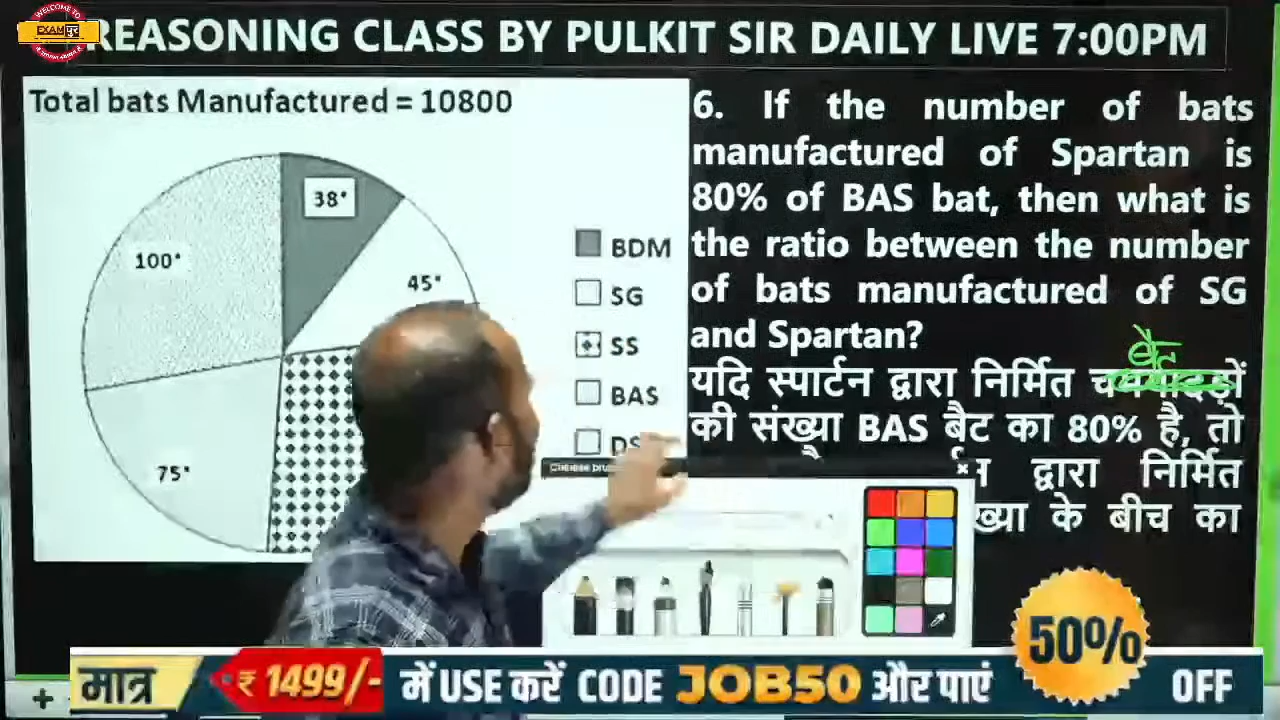 WELCOME TO
EXAM पुर
REASONING CLASS BY PULKIT SIR DAILY LIVE 7:00PM
Total bats Manufactured = 10800
38°
45°
100°
75°
BDM
SG
SS
BAS
6. If the number of bats
manufactured of Spartan is
80% of BAS bat, then what is
the ratio between the number
of bats manufactured of SG
and Spartan?
बैट
यदि स्पार्टन द्वारा निर्मित
की संख्या BAS बैट का 80% है, तो
द्वारा निर्मित
के बीच का
मात्र ₹ 1499/- में USE करें CODE JOB50 और पाएं 50% OFF